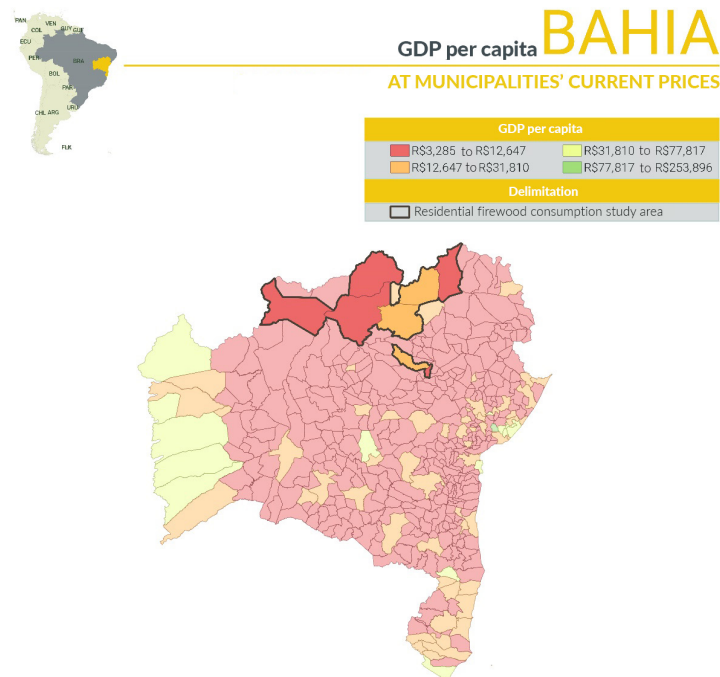 PAN
VEN
COL
GUY
GUF
ECU
PER
BRA
BOL
PAR
CHL
ARG
URU
FLK
GDP per capita BAHIA
AT MUNICIPALITIES' CURRENT PRICES
GDP per capita
R$3,285 to R$12,647
R$31,810 to R$77,817
R$12.647 to R$31,810
R$77,817 to R$253,896
Delimitation
Residential firewood consumption study area